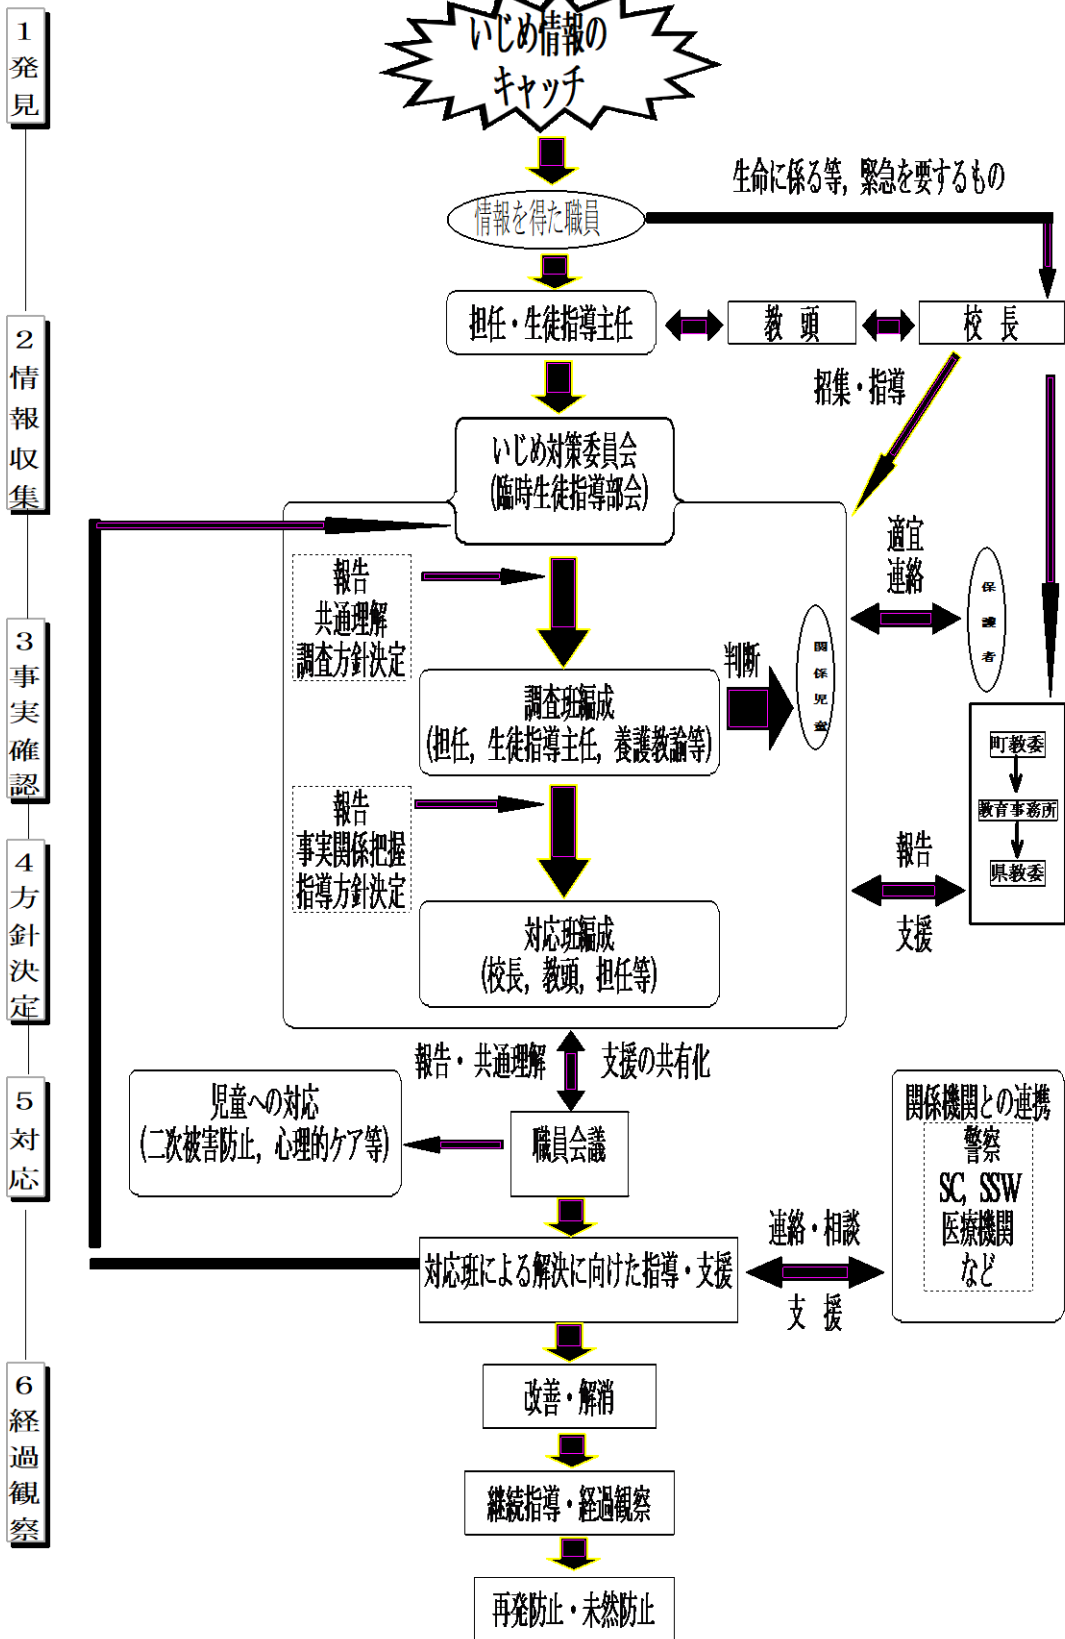 1
発
見
いじめ情報の
キャッチ
生命に係る等，緊急を要するもの
情報を得た職員
担任・生徒指導主任
教　頭
校　長
2
情
報
収
集
招集・指導
いじめ対策委員会
(臨時生徒指導部会)
適宜
連絡
保
護
者
報告
共通理解
調査方針決定
3
事
実
確
認
判断
関
係
児
童
調査班編成
(担任，生徒指導主任，養護教諭等)
町教委
教育事務所
県教委
報告
事実関係把握
指導方針決定
4
方
針
決
定
報告
支援
対応班編成
(校長，教頭，担任等)
報告・共通理解
支援の共有化
5
対
応
児童への対応
(二次被害防止，心理的ケア等)
職員会議
関係機関との連携
警察
SC，SSW
医療機関
など
連絡・相談
支　援
対応班による解決に向けた指導・支援
6
経
過
観
察
改善・解消
継続指導・経過観察
再発防止・未然防止